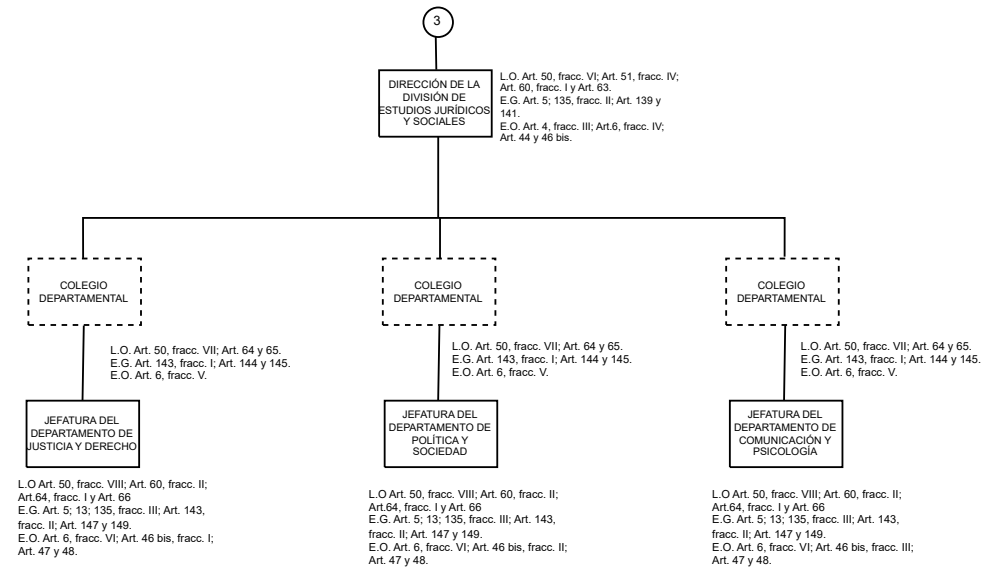 3
DIRECCIÓN DE LA
DIVISIÓN DE
ESTUDIOS JURÍDICOS
Y SOCIALES
L.O. Art. 50, fracc. VI; Art. 51, fracc. IV;
Art. 60, fracc. I y Art. 63.
E.G. Art. 5; 135, fracc. II; Art. 139 y
141.
E.O. Art. 4, fracc. III; Art.6, fracc. IV;
Art. 44 y 46 bis.
COLEGIO
DEPARTAMENTAL
L.O. Art. 50, fracc. VII; Art. 64 y 65.
E.G. Art. 143, fracc. I; Art. 144 y 145.
E.O. Art. 6, fracc. V.
JEFATURA DEL
DEPARTAMENTO DE
JUSTICIA Y DERECHO
L.O Art. 50, fracc. VIII; Art. 60, fracc. II;
Art.64, fracc. I y Art. 66
E.G. Art. 5; 13; 135, fracc. III; Art. 143,
fracc. II; Art. 147 y 149.
E.O. Art. 6, fracc. VI; Art. 46 bis, fracc. I;
Art. 47 y 48.
COLEGIO
DEPARTAMENTAL
L.O. Art. 50, fracc. VII; Art. 64 y 65.
E.G. Art. 143, fracc. I; Art. 144 y 145.
E.O. Art. 6, fracc. V.
JEFATURA DEL
DEPARTAMENTO DE
POLÍTICA Y
SOCIEDAD
L.O Art. 50, fracc. VIII; Art. 60, fracc. II;
Art.64, fracc. I y Art. 66
E.G. Art. 5; 13; 135, fracc. III; Art. 143,
fracc. II; Art. 147 y 149.
E.O. Art. 6, fracc. VI; Art. 46 bis, fracc. II;
Art. 47 y 48.
COLEGIO
DEPARTAMENTAL
L.O. Art. 50, fracc. VII; Art. 64 y 65.
E.G. Art. 143, fracc. I; Art. 144 y 145.
E.O. Art. 6, fracc. V.
JEFATURA DEL
DEPARTAMENTO DE
COMUNICACIÓN Y
PSICOLOGÍA
L.O Art. 50, fracc. VIII; Art. 60, fracc. II;
Art.64, fracc. I y Art. 66
E.G. Art. 5; 13; 135, fracc. III; Art. 143,
fracc. II; Art. 147 y 149.
E.O. Art. 6, fracc. VI; Art. 46 bis, fracc. III;
Art. 47 y 48.